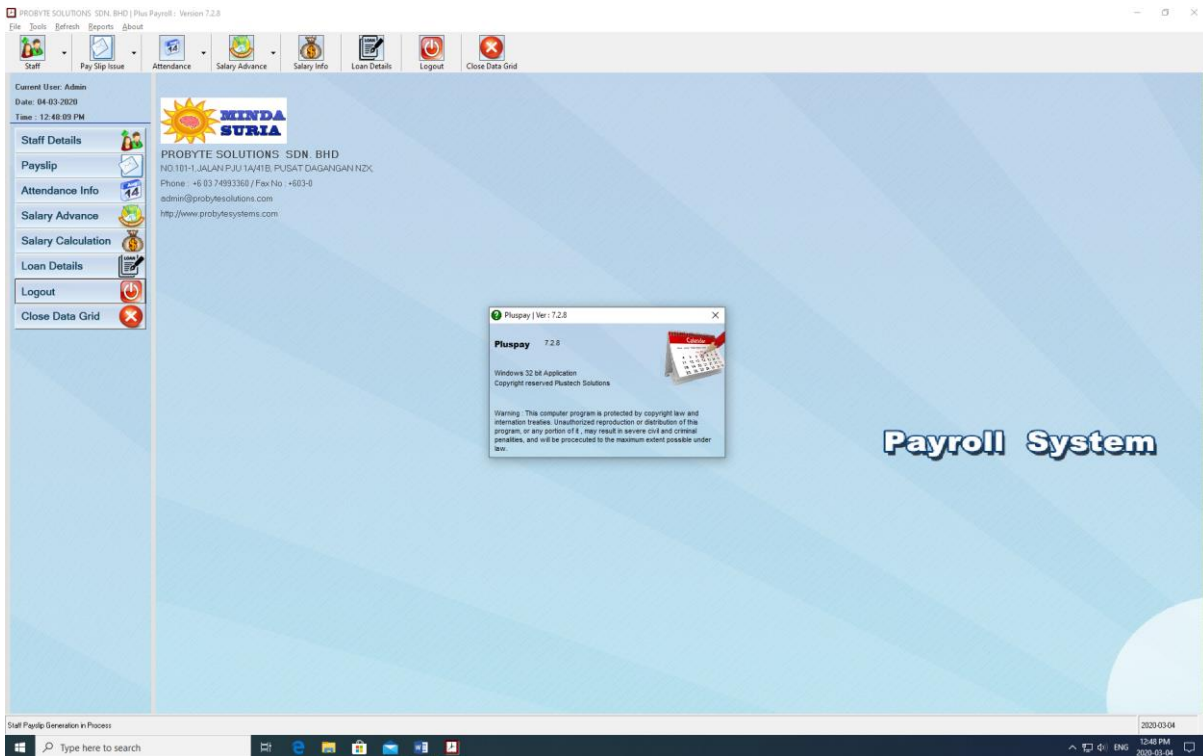 PROBYTE SOLUTIONS SDN. BHD | Plus Payroll : Version 7.2.8
File Tools Refresh Reports About
Staff Pay Slip Issue Attendance Salary Advance Salary Info Loan Details Logout Close Data Grid
Current User: Admin
Date: 04-03-2020
Time : 12:48:09 PM
Staff Details
Payslip
Attendance Info
Salary Advance
Salary Calculation
Loan Details
Logout
Close Data Grid
MINDA
SURIA
PROBYTE SOLUTIONS SDN. BHD
NO.101-1, JALAN PJU 1A/41B, PUSAT DAGANGAN NZX,
Phone : +6 03 74993360 / Fax No : +603-0
admin@probytesolutions.com
http://www.probytesystems.com
Pluspay | Ver : 7.2.8
Pluspay 7.2.8
Calendar
Windows 32 bit Application
Copyright reserved Plustech Solutions
Warning : This computer program is protected by copyright law and
internation treaties. Unauthorized reproduction or distribution of this
program, or any portion of it , may result in severe civil and criminal
penalities, and will be procecuted to the maximum extent possible under
law.
Payroll System
Staff Payslip Generation in Process
2020-03-04
Type here to search
ENG
12:48 PM
2020-03-04